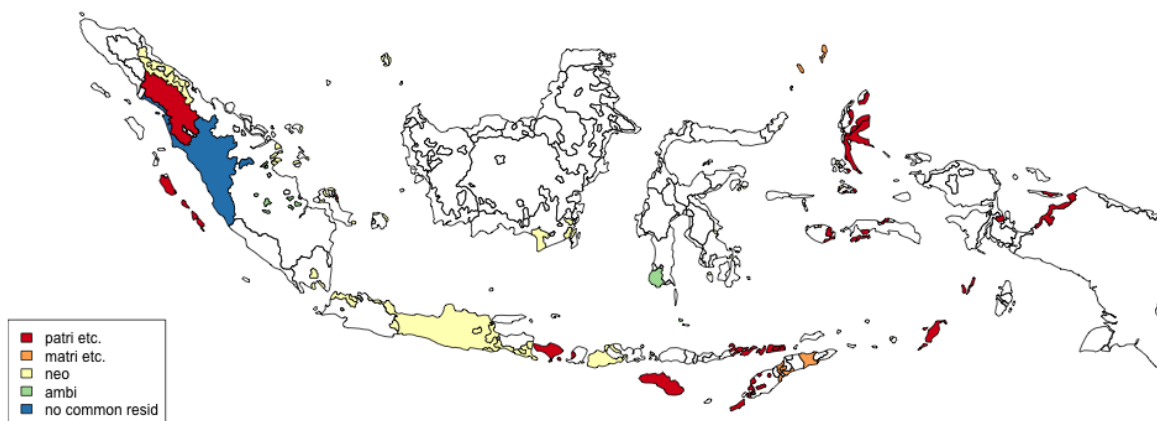 patri etc.
matri etc.
neo
ambi
no common resid